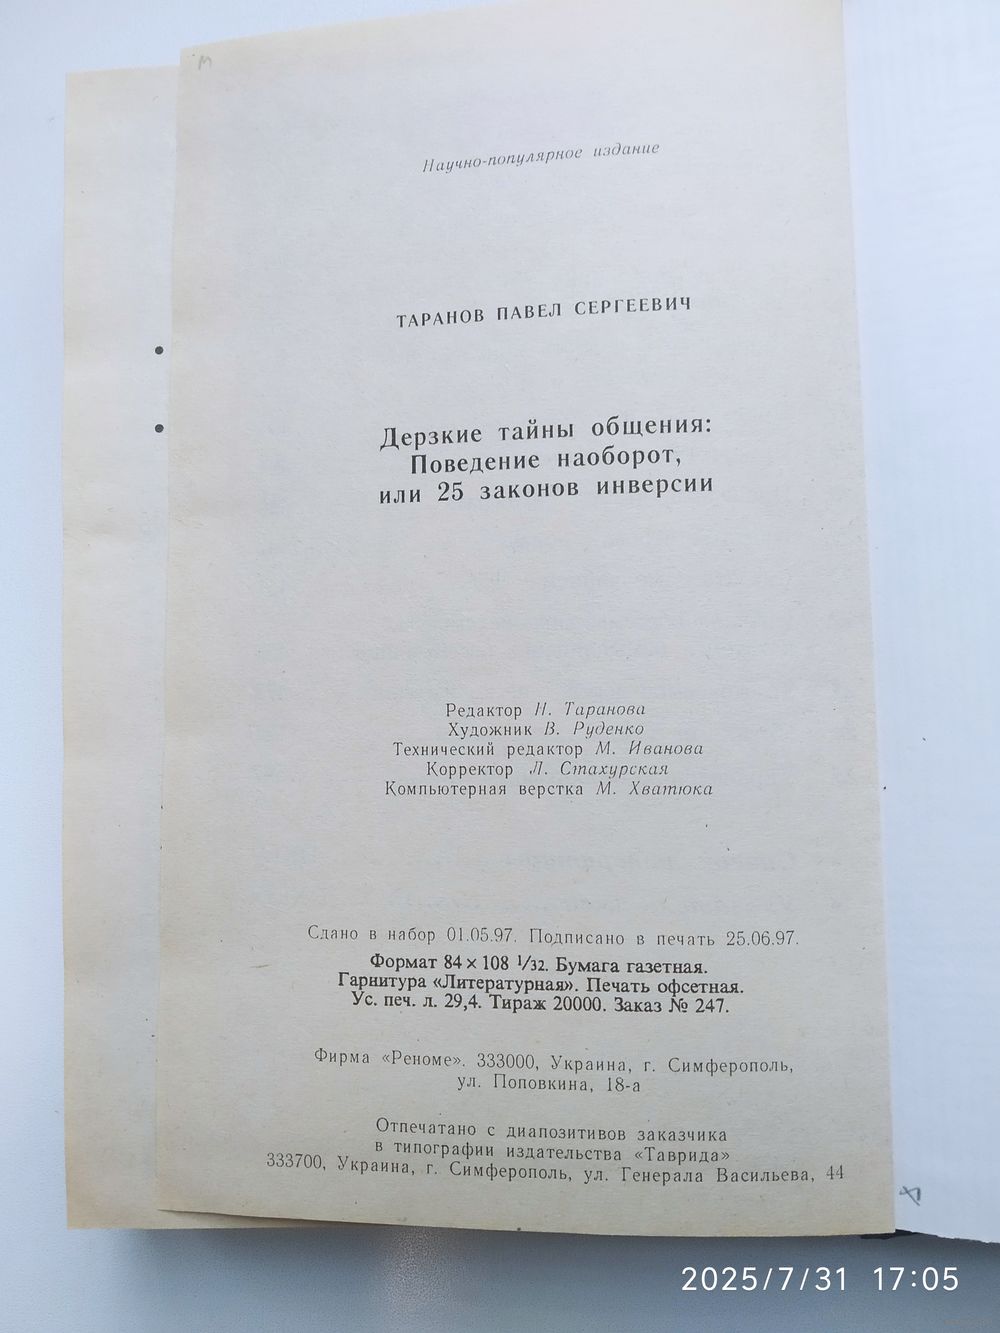 Научно-популярное издание
ТАРАНОВ ПАВЕЛ СЕРГЕЕВИЧ
Дерзкие тайны общения:
Поведение наоборот,
или 25 законов инверсии
Редактор Н. Таранова
Художник В. Руденко
Технический редактор М. Иванова
Корректор Л. Стахурская
Компьютерная верстка М. Хватюка
Сдано в набор 01.05.97. Подписано в печать 25.06.97.
Формат 84 × 108 1/32. Бумага газетная.
Гарнитура «Литературная». Печать офсетная.
Ус. печ. л. 29,4. Тираж 20000. Заказ № 247.
Фирма «Реноме». 333000, Украина, г. Симферополь,
ул. Поповкина, 18-а
Отпечатано с диапозитивов заказчика
в типографии издательства «Таврида»
333700, Украина, г. Симферополь, ул. Генерала Васильева, 44
2025/7/31 17:05